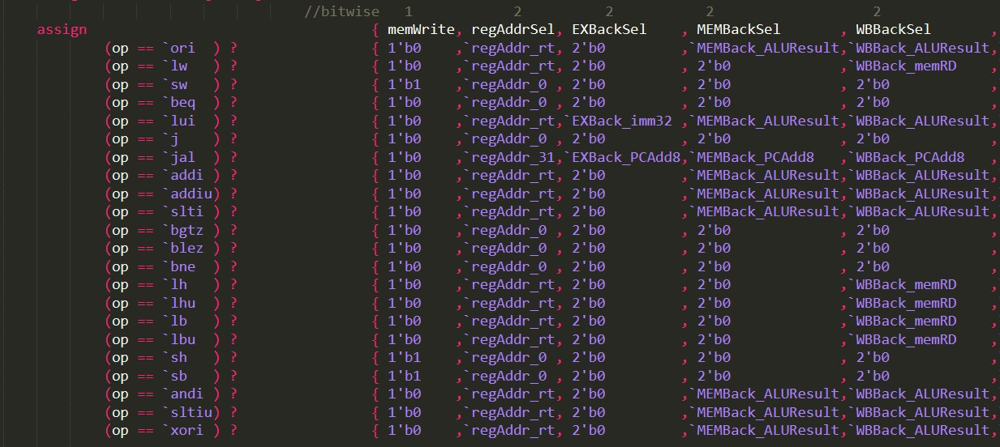 //bitwise 1 2 2 2 2
assign { memWrite, regAddrSel, EXBackSel , MEMBackSel , WBBackSel ,
(op == `ori ) ? { 1'b0 ,`regAddr_rt, 2'b0 ,`MEMBack_ALUResult,`WBBack_ALUResult,
(op == `lw ) ? { 1'b0 ,`regAddr_rt, 2'b0 , 2'b0 ,`WBBack_memRD ,
(op == `sw ) ? { 1'b1 ,`regAddr_0 , 2'b0 , 2'b0 , 2'b0 ,
(op == `beq ) ? { 1'b0 ,`regAddr_0 , 2'b0 , 2'b0 , 2'b0 ,
(op == `lui ) ? { 1'b0 ,`regAddr_rt,`EXBack_imm32 ,`MEMBack_ALUResult,`WBBack_ALUResult,
(op == `j ) ? { 1'b0 ,`regAddr_0 , 2'b0 , 2'b0 , 2'b0 ,
(op == `jal ) ? { 1'b0 ,`regAddr_31,`EXBack_PCAdd8,`MEMBack_PCAdd8 ,`WBBack_PCAdd8 ,
(op == `addi ) ? { 1'b0 ,`regAddr_rt, 2'b0 ,`MEMBack_ALUResult,`WBBack_ALUResult,
(op == `addiu) ? { 1'b0 ,`regAddr_rt, 2'b0 ,`MEMBack_ALUResult,`WBBack_ALUResult,
(op == `slti ) ? { 1'b0 ,`regAddr_rt, 2'b0 ,`MEMBack_ALUResult,`WBBack_ALUResult,
(op == `bgtz ) ? { 1'b0 ,`regAddr_0 , 2'b0 , 2'b0 , 2'b0 ,
(op == `blez ) ? { 1'b0 ,`regAddr_0 , 2'b0 , 2'b0 , 2'b0 ,
(op == `bne ) ? { 1'b0 ,`regAddr_0 , 2'b0 , 2'b0 , 2'b0 ,
(op == `lh ) ? { 1'b0 ,`regAddr_rt, 2'b0 , 2'b0 ,`WBBack_memRD ,
(op == `lhu ) ? { 1'b0 ,`regAddr_rt, 2'b0 , 2'b0 ,`WBBack_memRD ,
(op == `lb ) ? { 1'b0 ,`regAddr_rt, 2'b0 , 2'b0 ,`WBBack_memRD ,
(op == `lbu ) ? { 1'b0 ,`regAddr_rt, 2'b0 , 2'b0 ,`WBBack_memRD ,
(op == `sh ) ? { 1'b1 ,`regAddr_0 , 2'b0 , 2'b0 , 2'b0 ,
(op == `sb ) ? { 1'b1 ,`regAddr_0 , 2'b0 , 2'b0 , 2'b0 ,
(op == `andi ) ? { 1'b0 ,`regAddr_rt, 2'b0 ,`MEMBack_ALUResult,`WBBack_ALUResult,
(op == `sltiu) ? { 1'b0 ,`regAddr_rt, 2'b0 ,`MEMBack_ALUResult,`WBBack_ALUResult,
(op == `xori ) ? { 1'b0 ,`regAddr_rt, 2'b0 ,`MEMBack_ALUResult,`WBBack_ALUResult,